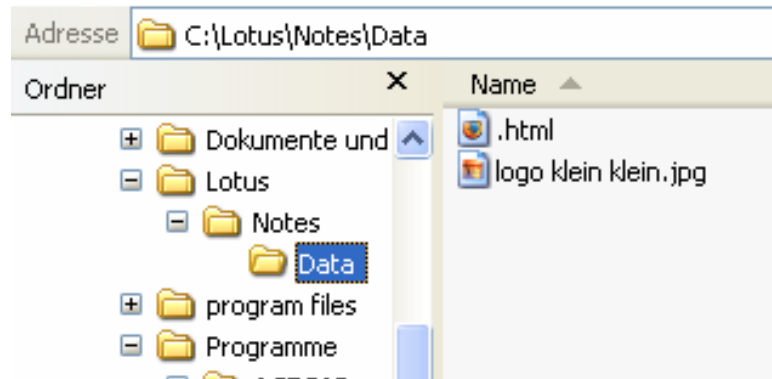 Adresse C:\Lotus\Notes\Data
Ordner
Dokumente und
Lotus
Notes
Data
program files
Programme
Name
.html
logo klein klein.jpg